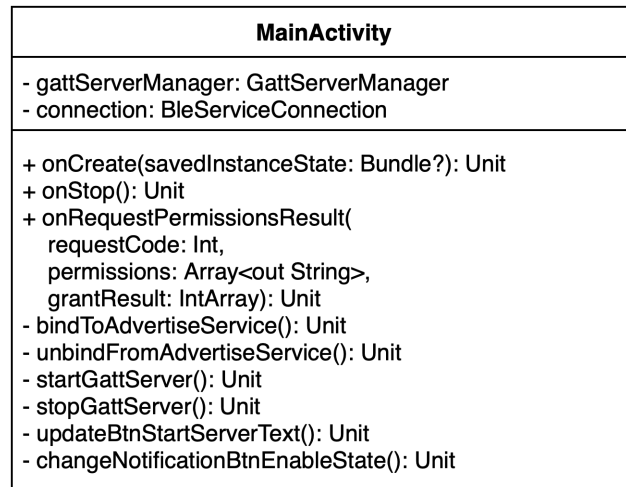 MainActivity
- gattServerManager: GattServerManager
- connection: BleServiceConnection
+ onCreate(savedInstanceState: Bundle?): Unit
+ onStop(): Unit
+ onRequestPermissionsResult(
requestCode: Int,
permissions: Array<out String>,
grantResult: IntArray): Unit
- bindToAdvertiseService(): Unit
- unbindFromAdvertiseService(): Unit
- startGattServer(): Unit
- stopGattServer(): Unit
- updateBtnStartServerText(): Unit
- changeNotificationBtnEnableState(): Unit